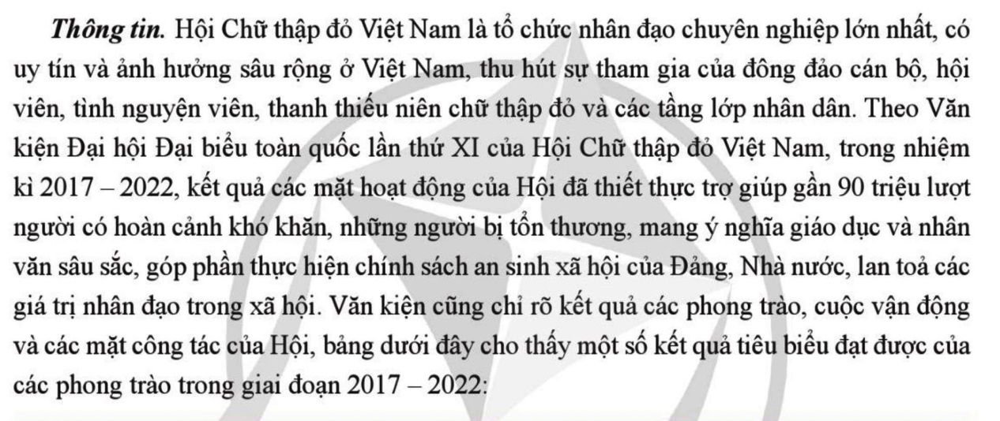 Thông tin. Hội Chữ thập đỏ Việt Nam là tổ chức nhân đạo chuyên nghiệp lớn nhất, có
uy tín và ảnh hưởng sâu rộng ở Việt Nam, thu hút sự tham gia của đông đảo cán bộ, hội
viên, tình nguyện viên, thanh thiếu niên chữ thập đỏ và các tầng lớp nhân dân. Theo Văn
kiện Đại hội Đại biểu toàn quốc lần thứ XI của Hội Chữ thập đỏ Việt Nam, trong nhiệm
kì 2017 – 2022, kết quả các mặt hoạt động của Hội đã thiết thực trợ giúp gần 90 triệu lượt
người có hoàn cảnh khó khăn, những người bị tổn thương, mang ý nghĩa giáo dục và nhân
văn sâu sắc, góp phần thực hiện chính sách an sinh xã hội của Đảng, Nhà nước, lan toả các
giá trị nhân đạo trong xã hội. Văn kiện cũng chỉ rõ kết quả các phong trào, cuộc vận động
và các mặt công tác của Hội, bảng dưới đây cho thấy một số kết quả tiêu biểu đạt được của
các phong trào trong giai đoạn 2017 – 2022: